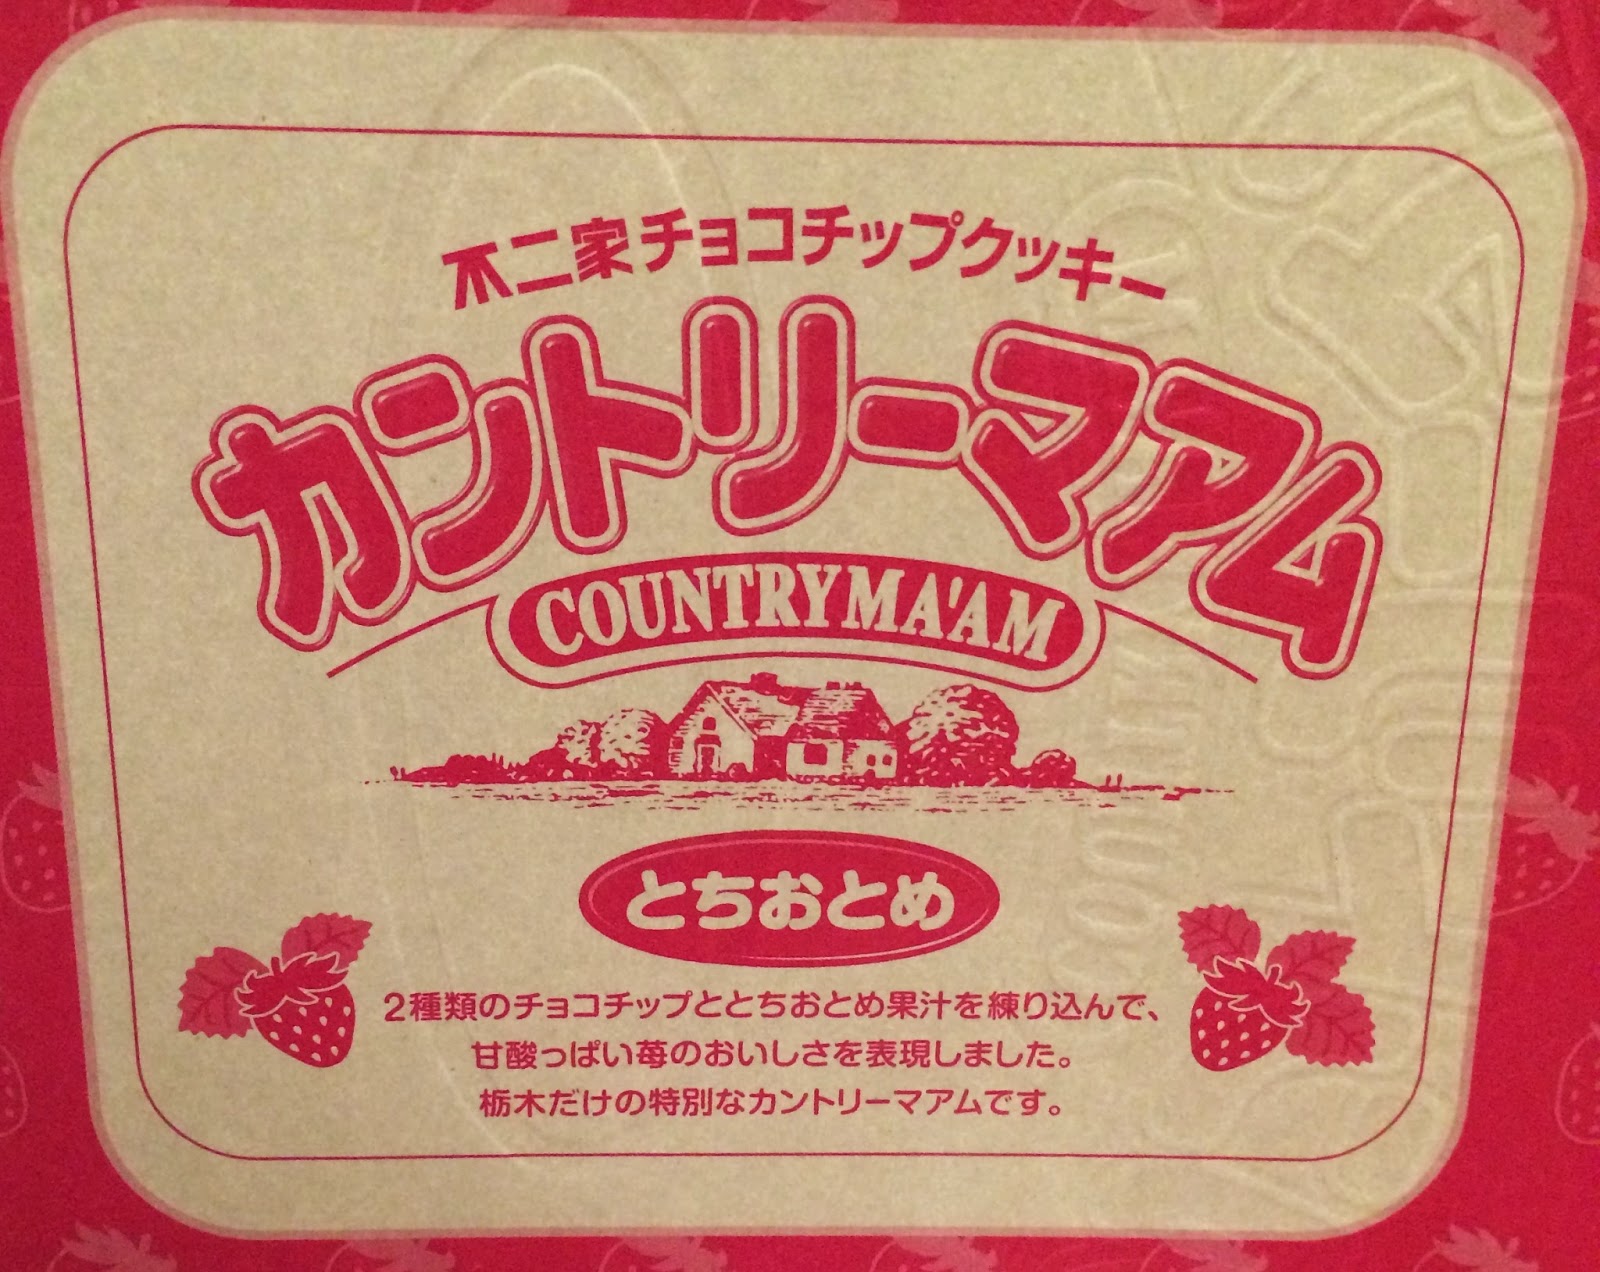 不二家チョコチップクッキー
カントリーマアム
COUNTRY MA'AM
とちおとめ
2種類のチョコチップととちおとめ果汁を練り込んで、
甘酸っぱい苺のおいしさを表現しました。
栃木だけの特別なカントリーマアムです。